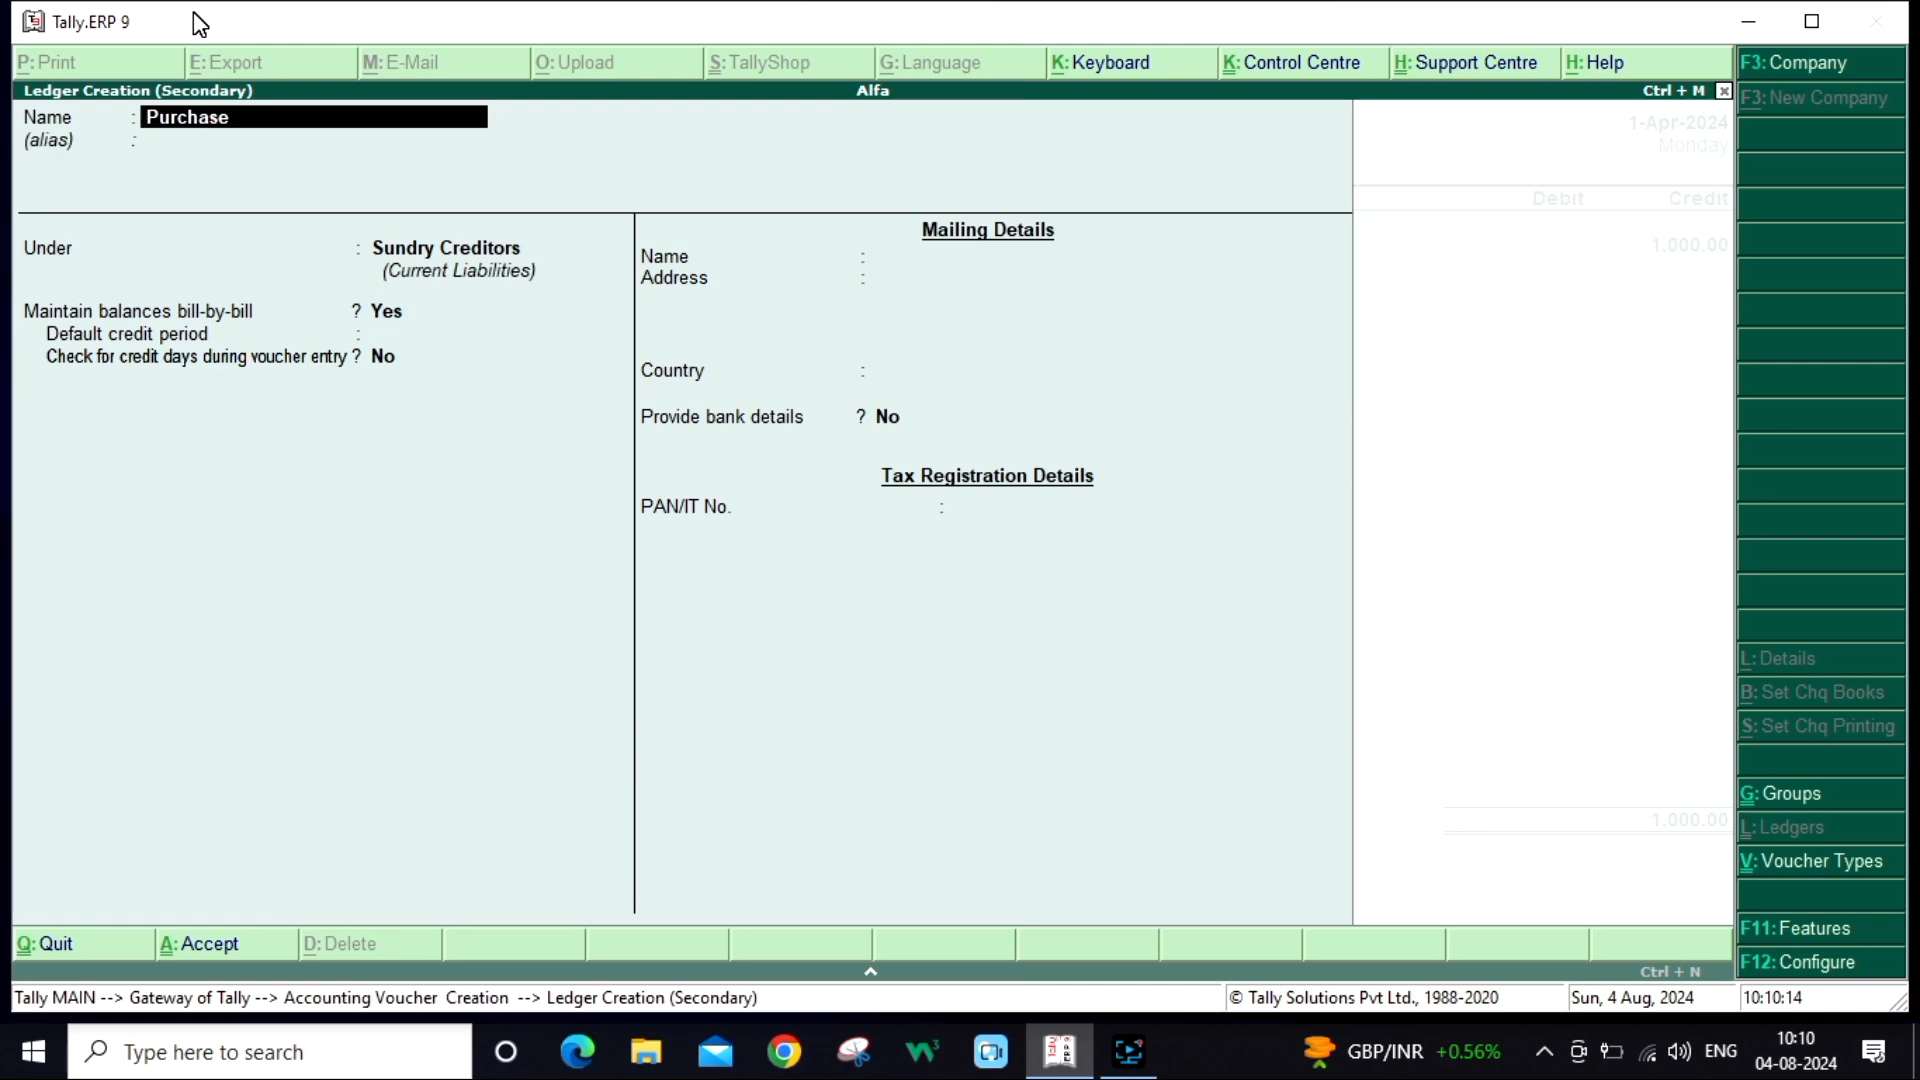 Tally.ERP 9
P: Print E: Export M: E-Mail O: Upload S: TallyShop G: Language K: Keyboard K: Control Centre H: Support Centre H: Help F3: Company
Ledger Creation (Secondary) Alfa Ctrl + M
F3: New Company
Name : Purchase
(alias) :
1-Apr-2024
Monday
Debit Credit
1,000.00
Under : Sundry Creditors
(Current Liabilities)
Maintain balances bill-by-bill ? Yes
Default credit period :
Check for credit days during voucher entry ? No
Mailing Details
Name :
Address :
Country :
Provide bank details ? No
Tax Registration Details
PAN/IT No. :
1,000.00
L: Details
B: Set Chq Books
S: Set Chq Printing
G: Groups
L: Ledgers
V: Voucher Types
F11: Features
F12: Configure
Q: Quit A: Accept D: Delete
Ctrl + N
Tally MAIN --> Gateway of Tally --> Accounting Voucher Creation --> Ledger Creation (Secondary) © Tally Solutions Pvt Ltd., 1988-2020 Sun, 4 Aug, 2024 10:10:14
Type here to search GBP/INR +0.56% ENG 10:10
04-08-2024